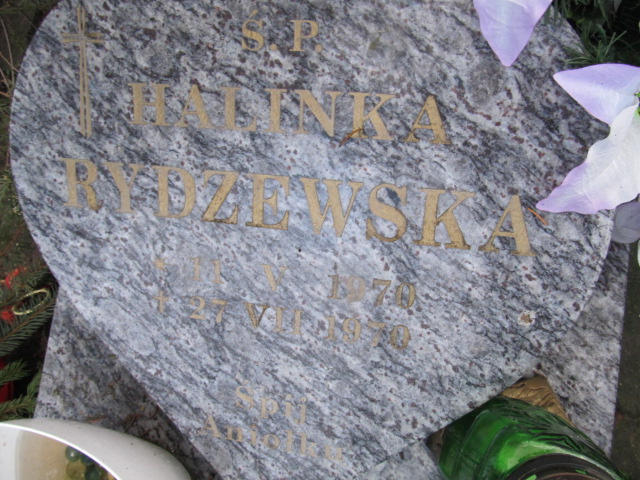 Ś.P.
HALINKA
RYDZEWSKA
* 11 V 1970
† 27 VII 1970
Śpij
Aniołku